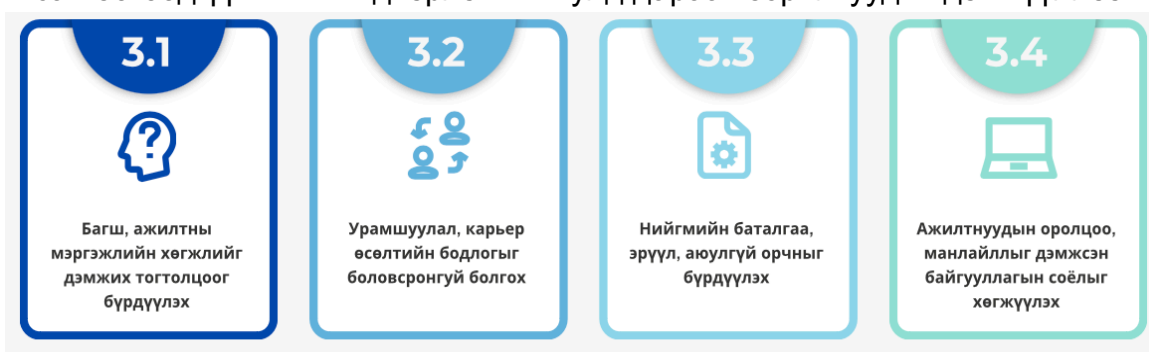 3.1
Багш, ажилтны
мэргэжлийн хөгжлийг
дэмжих тогтолцоог
бүрдүүлэх
3.2
Урамшуулал, карьер
өсөлтийн бодлогыг
боловсронгуй болгох
3.3
Нийгмийн баталгаа,
эрүүл, аюулгүй орчныг
бүрдүүлэх
3.4
Ажилтнуудын оролцоо,
манлайллыг дэмжсэн
байгууллагын соёлыг
хөгжүүлэх